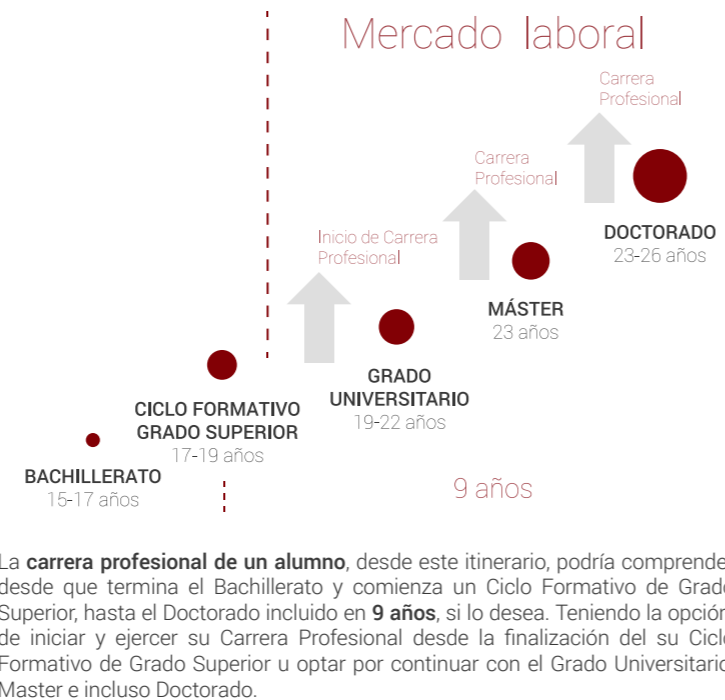 Mercado laboral
Carrera
Profesional
Carrera
Profesional
DOCTORADO
23-26 años
Inicio de Carrera
Profesional
MÁSTER
23 años
GRADO
UNIVERSITARIO
19-22 años
CICLO FORMATIVO
GRADO SUPERIOR
17-19 años
BACHILLERATO
15-17 años
9 años
La carrera profesional de un alumno, desde este itinerario, podría comprende
desde que termina el Bachillerato y comienza un Ciclo Formativo de Grad
Superior, hasta el Doctorado incluido en 9 años, si lo desea. Teniendo la opción
de iniciar y ejercer su Carrera Profesional desde la finalización del su Cicl
Formativo de Grado Superior u optar por continuar con el Grado Universitario
Master e incluso Doctorado.